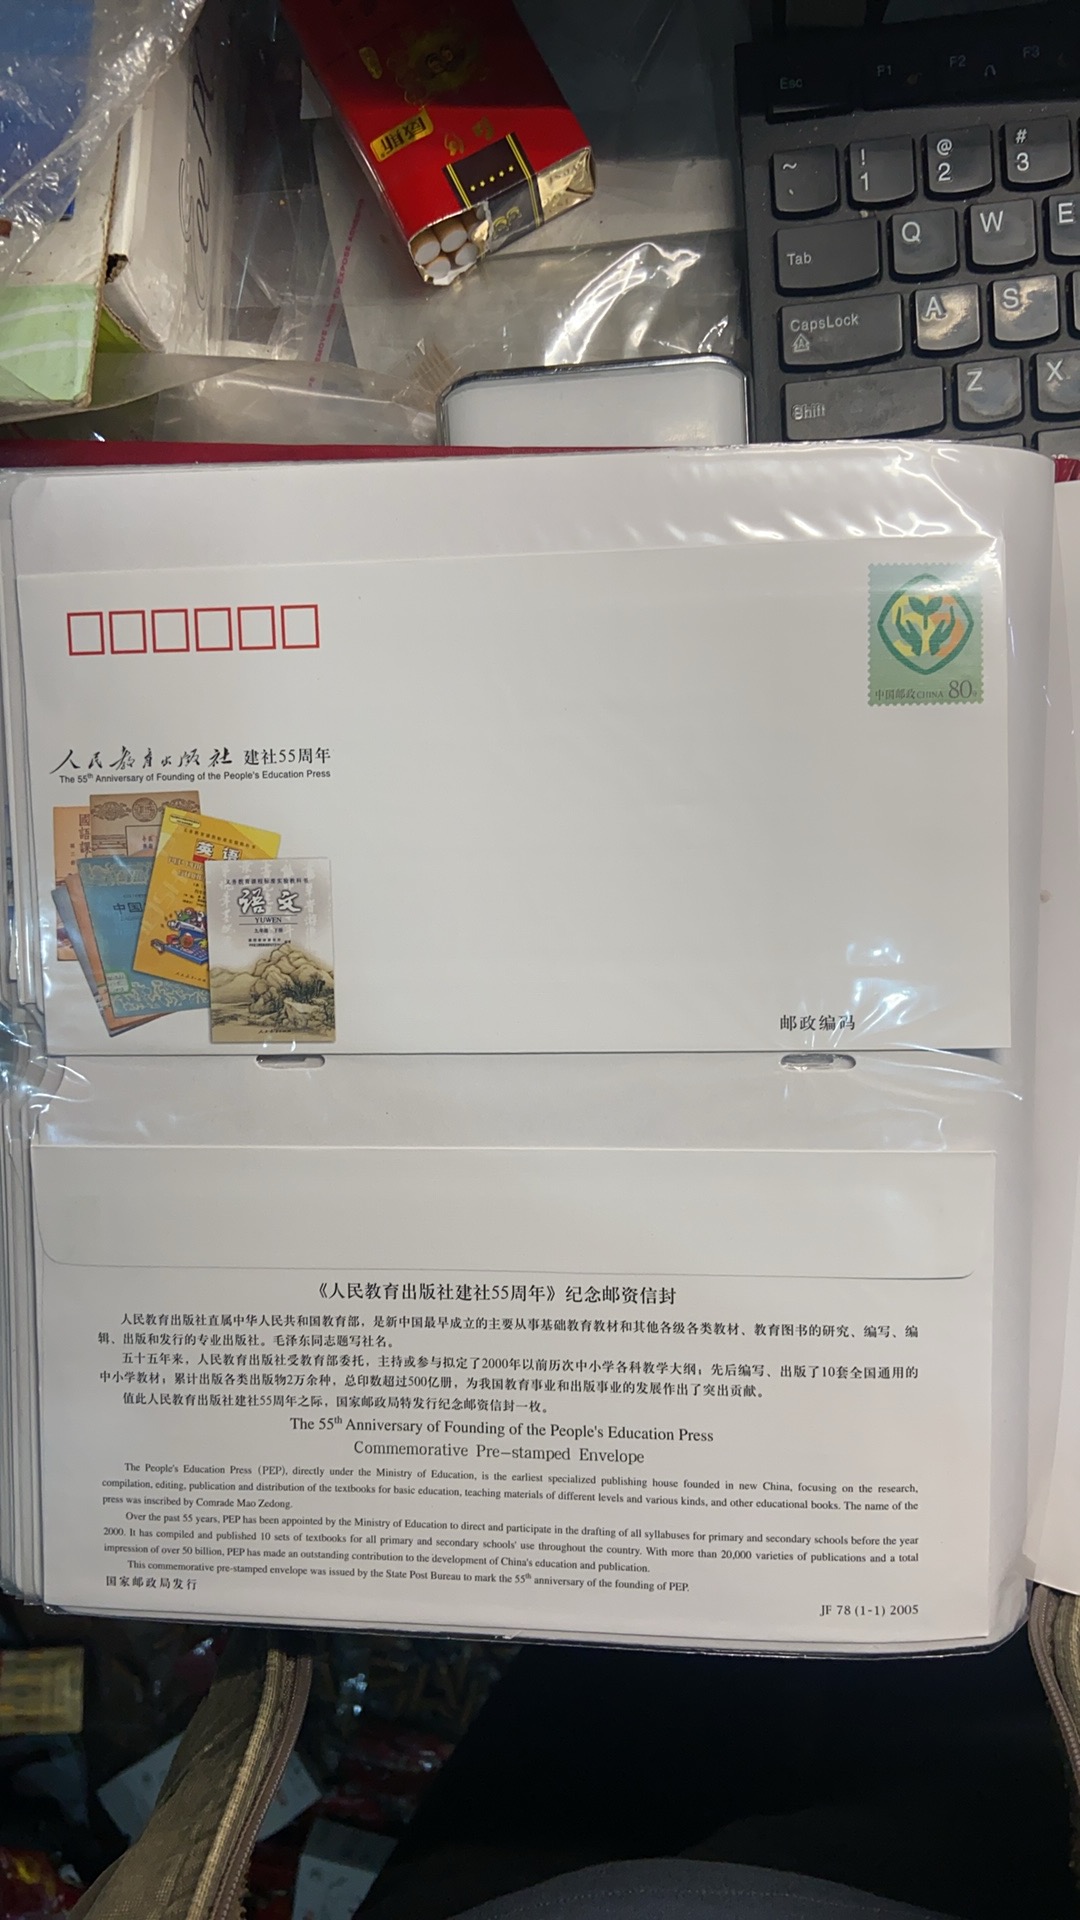 Esc
F1
F2
F3
~
!
1
@
2
#
3
Tab
Q
W
E
CapsLock
A
S
Shift
Z
X
中国邮政CHINA 80分
人民教育出版社 建社55周年
The 55th Anniversary of Founding of the People's Education Press
英语
语文
YUWEN
邮政编码
《人民教育出版社建社55周年》纪念邮资信封
人民教育出版社直属中华人民共和国教育部，是新中国最早成立的主要从事基础教育教材和其他各级各类教材、教育图书的研究、编写、编
辑、出版和发行的专业出版社。毛泽东同志题写社名。
五十五年来，人民教育出版社受教育部委托，主持或参与拟定了2000年以前历次中小学各科教学大纲；先后编写、出版了10套全国通用的
中小学教材；累计出版各类出版物2万余种，总印数超过500亿册，为我国教育事业和出版事业的发展作出了突出贡献。
值此人民教育出版社建社55周年之际，国家邮政局特发行纪念邮资信封一枚。
The 55th Anniversary of Founding of the People's Education Press
Commemorative Pre-stamped Envelope
The People's Education Press (PEP), directly under the Ministry of Education, is the earliest specialized publishing house founded in new China, focusing on the research,
compilation, editing, publication and distribution of the textbooks for basic education, teaching materials of different levels and various kinds, and other educational books. The name of the
press was inscribed by Comrade Mao Zedong.
Over the past 55 years, PEP has been appointed by the Ministry of Education to direct and participate in the drafting of all syllabuses for primary and secondary schools before the year
2000. It has compiled and published 10 sets of textbooks for all primary and secondary schools' use throughout the country. With more than 20,000 varieties of publications and a total
impression of over 50 billion, PEP has made an outstanding contribution to the development of China's education and publication.
This commemorative pre-stamped envelope was issued by the State Post Bureau to mark the 55th anniversary of the founding of PEP.
国家邮政局发行
JF 78 (1-1) 2005